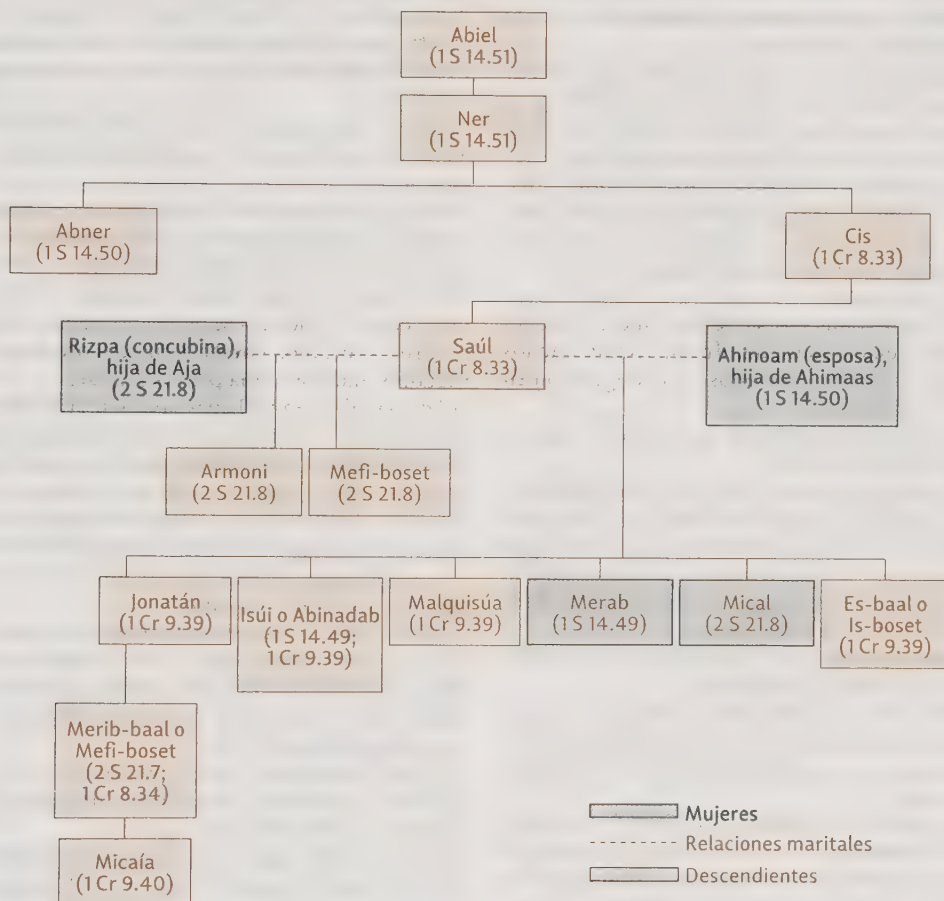 Abiel
(1 S 14.51)
Ner
(1 S 14.51)
Abner
(1 S 14.50)
Cis
(1 Cr 8.33)
Rizpa (concubina),
hija de Aja
(2 S 21.8)
Saúl
(1 Cr 8.33)
Ahinoam (esposa),
hija de Ahimaas
(1 S 14.50)
Armoni
(2 S 21.8)
Mefi-boset
(2 S 21.8)
Jonatán
(1 Cr 9.39)
Isúi o Abinadab
(1 S 14.49;
1 Cr 9.39)
Malquisúa
(1 Cr 9.39)
Merab
(1 S 14.49)
Mical
(2 S 21.8)
Es-baal o
Is-boset
(1 Cr 9.39)
Merib-baal o
Mefi-boset
(2 S 21.7;
1 Cr 8.34)
Micaía
(1 Cr 9.40)
Mujeres
Relaciones maritales
Descendientes